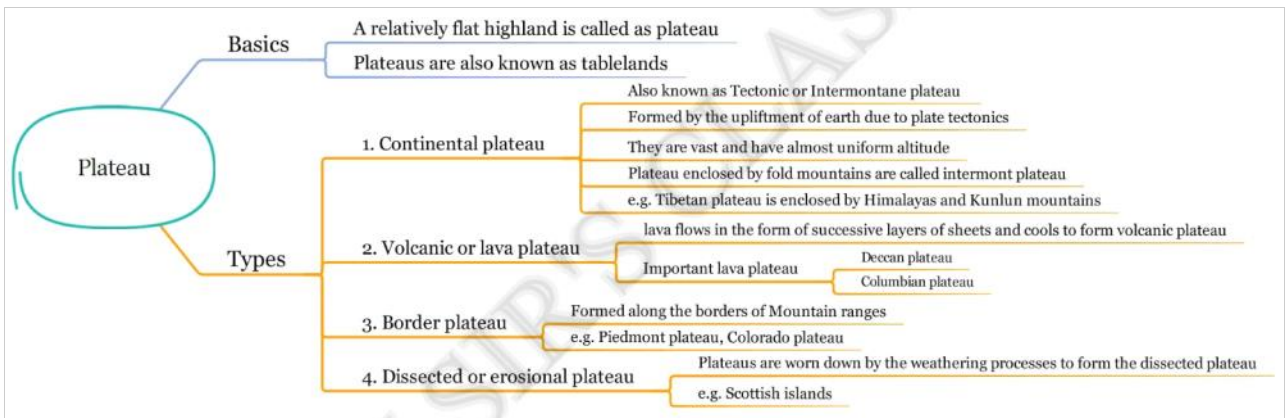 Plateau
Basics
A relatively flat highland is called as plateau
Plateaus are also known as tablelands
Types
1. Continental plateau
Also known as Tectonic or Intermontane plateau
Formed by the upliftment of earth due to plate tectonics
They are vast and have almost uniform altitude
Plateau enclosed by fold mountains are called intermont plateau
e.g. Tibetan plateau is enclosed by Himalayas and Kunlun mountains
2. Volcanic or lava plateau
lava flows in the form of successive layers of sheets and cools to form volcanic plateau
Important lava plateau
Deccan plateau
Columbian plateau
3. Border plateau
Formed along the borders of Mountain ranges
e.g. Piedmont plateau, Colorado plateau
4. Dissected or erosional plateau
Plateaus are worn down by the weathering processes to form the dissected plateau
e.g. Scottish islands
SIR'S CLAS